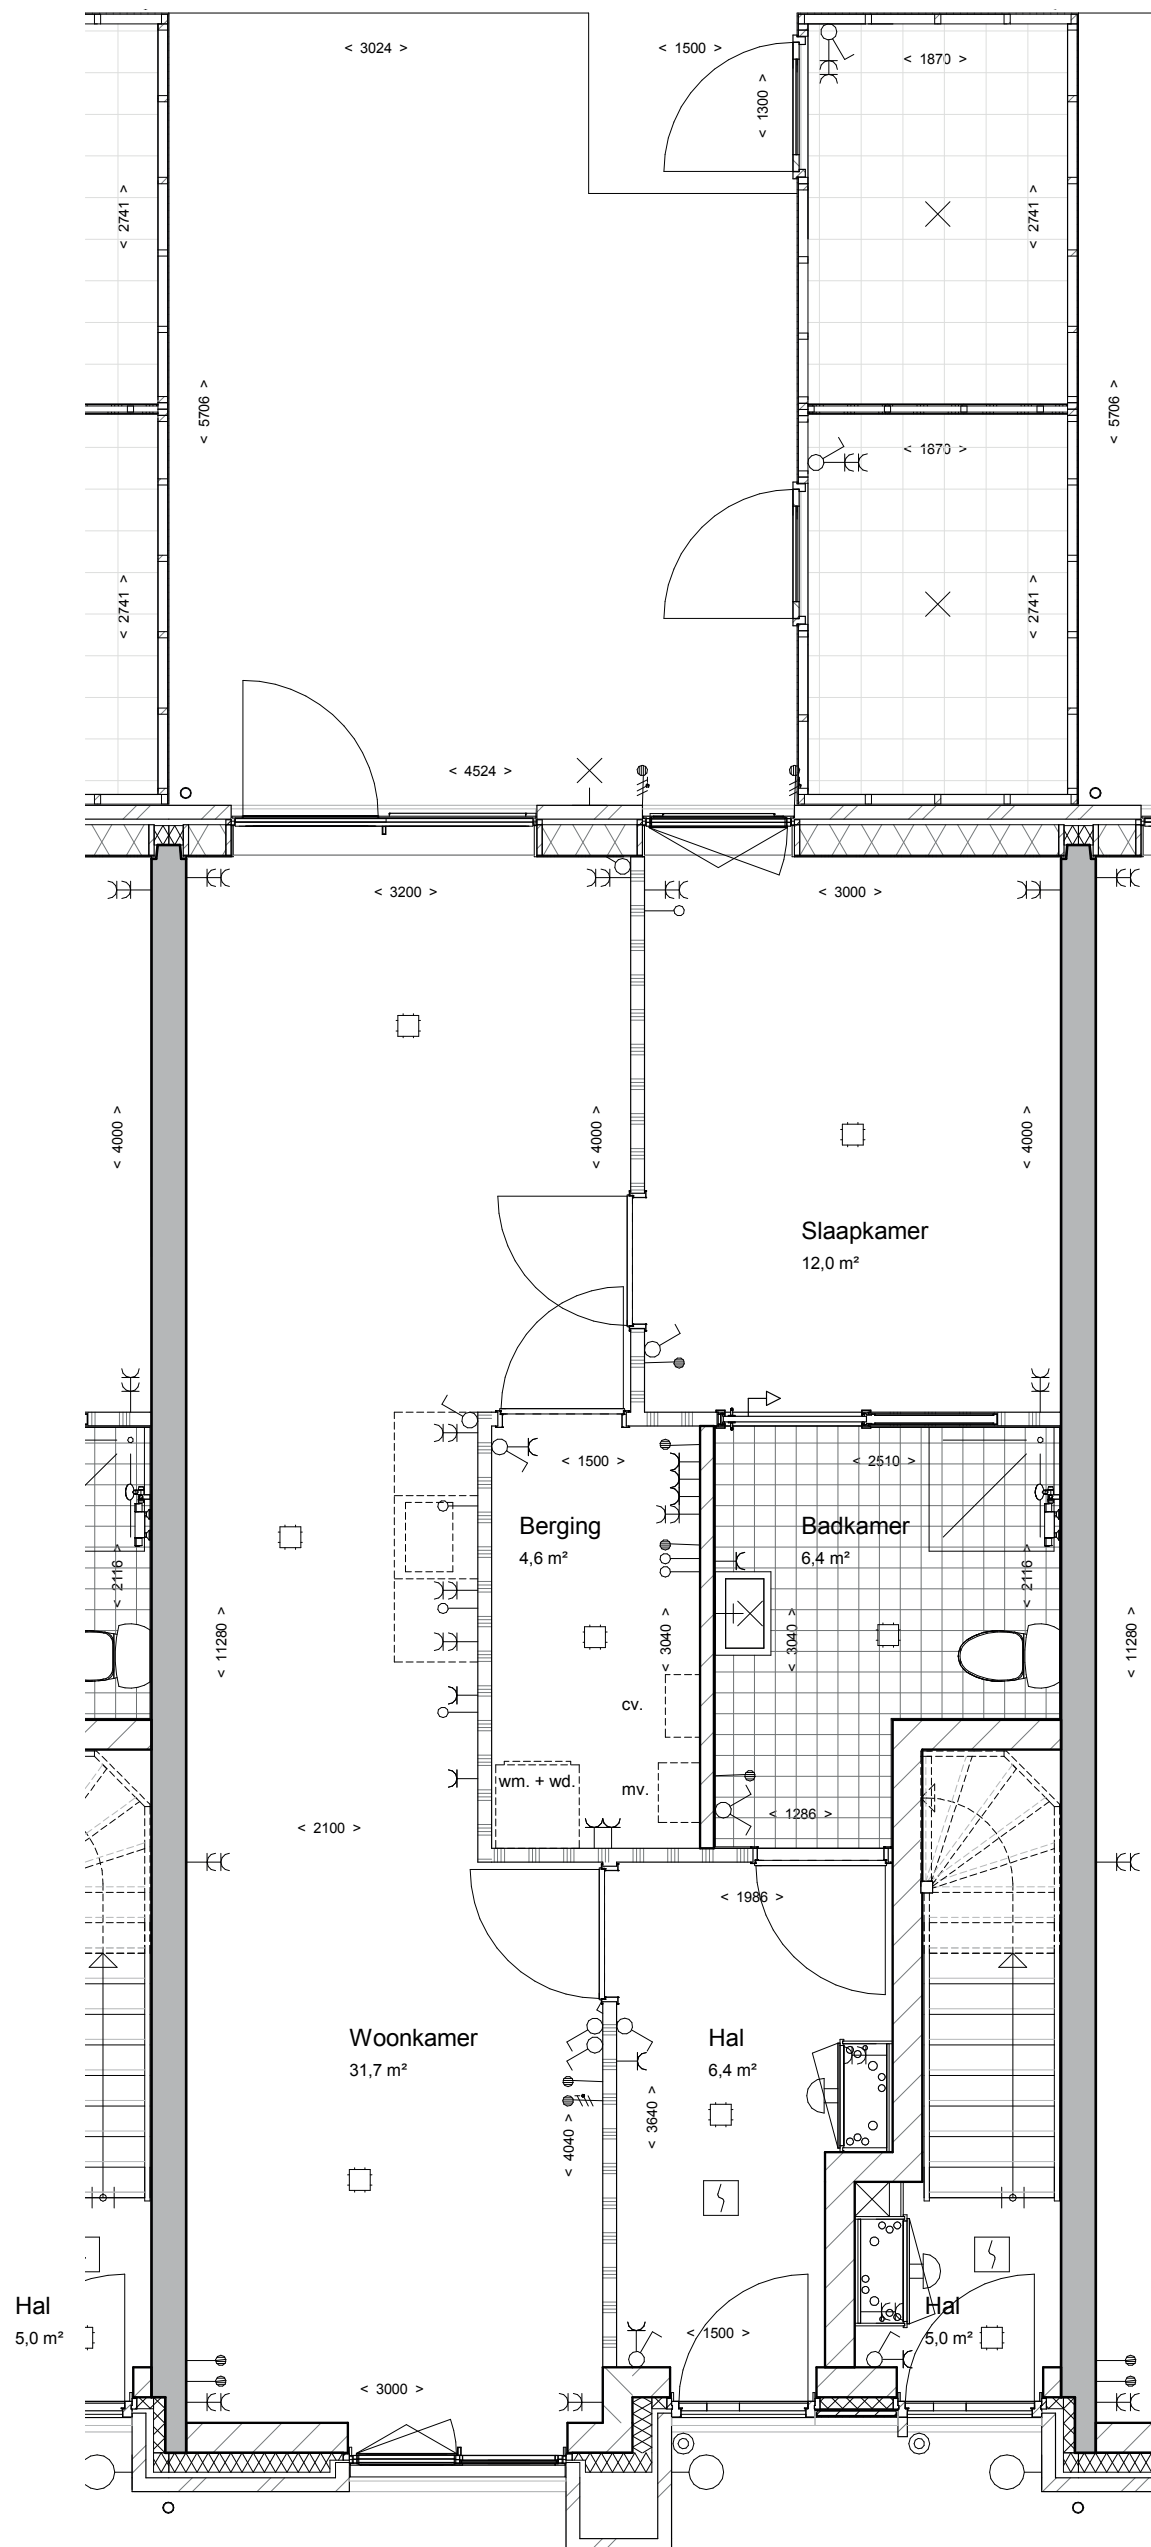 < 3024 >
< 1500 >
< 1870 >
< 1300 >
< 2741 >
< 2741 >
< 5706 >
< 5706 >
< 1870 >
< 2741 >
< 2741 >
< 4524 >
< 3200 >
< 3000 >
< 4000 >
< 4000 >
< 4000 >
Slaapkamer
12,0 m²
< 1500 >
< 2510 >
Berging
4,6 m²
Badkamer
6,4 m²
< 2116 >
< 2116 >
< 11280 >
< 3040 >
< 3040 >
< 11280 >
cv.
wm. + wd.
mv.
< 2100 >
< 1286 >
< 1986 >
Woonkamer
31,7 m²
Hal
6,4 m²
< 4040 >
< 3640 >
Hal
5,0 m²
< 1500 >
Hal
5,0 m²
< 3000 >